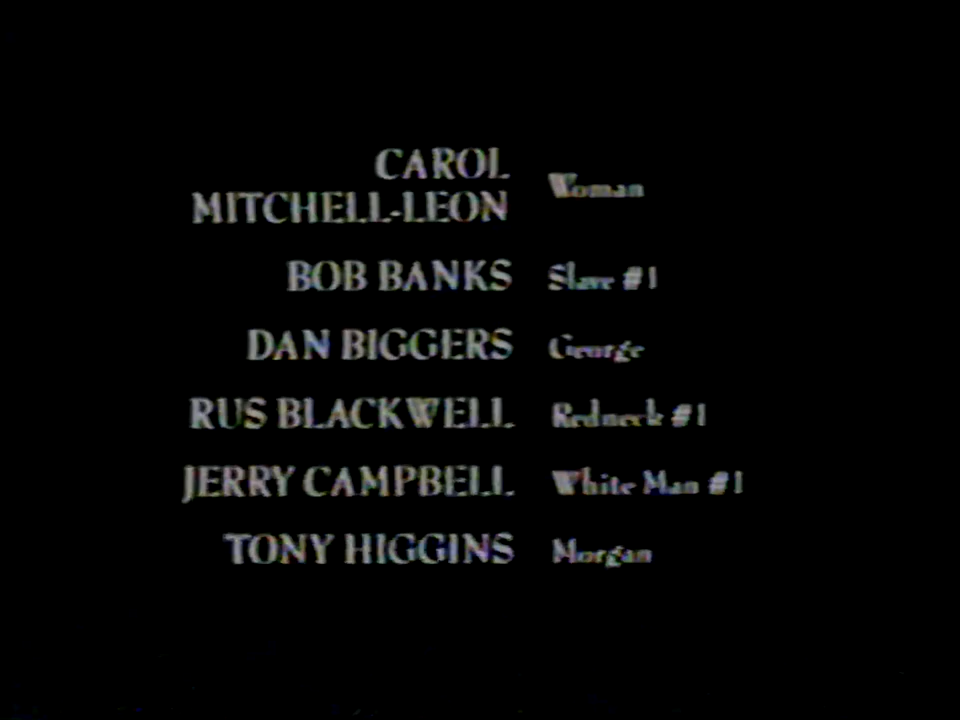 CAROL
MITCHELL-LEON Woman
BOB BANKS Slave #1
DAN BIGGERS George
RUS BLACKWELL Redneck #1
JERRY CAMPBELL White Man #1
TONY HIGGINS Morgan